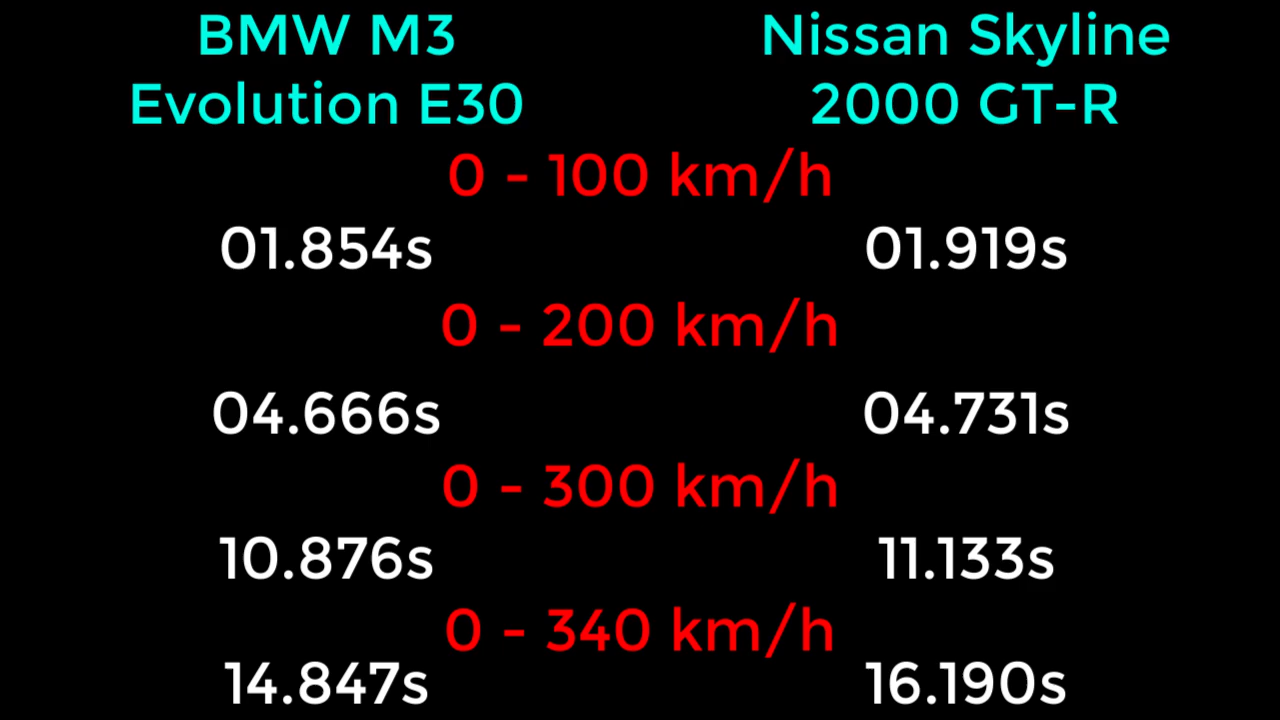 BMW M3
Evolution E30
Nissan Skyline
2000 GT-R
0 - 100 km/h
01.854s
01.919s
0 - 200 km/h
04.666s
04.731s
0 - 300 km/h
10.876s
11.133s
0 - 340 km/h
14.847s
16.190s